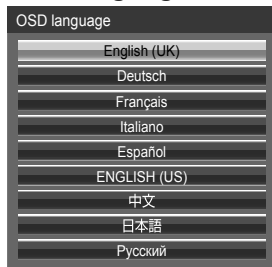 OSD language
English (UK)
Deutsch
Français
Italiano
Español
ENGLISH (US)
中文
日本語
Русский